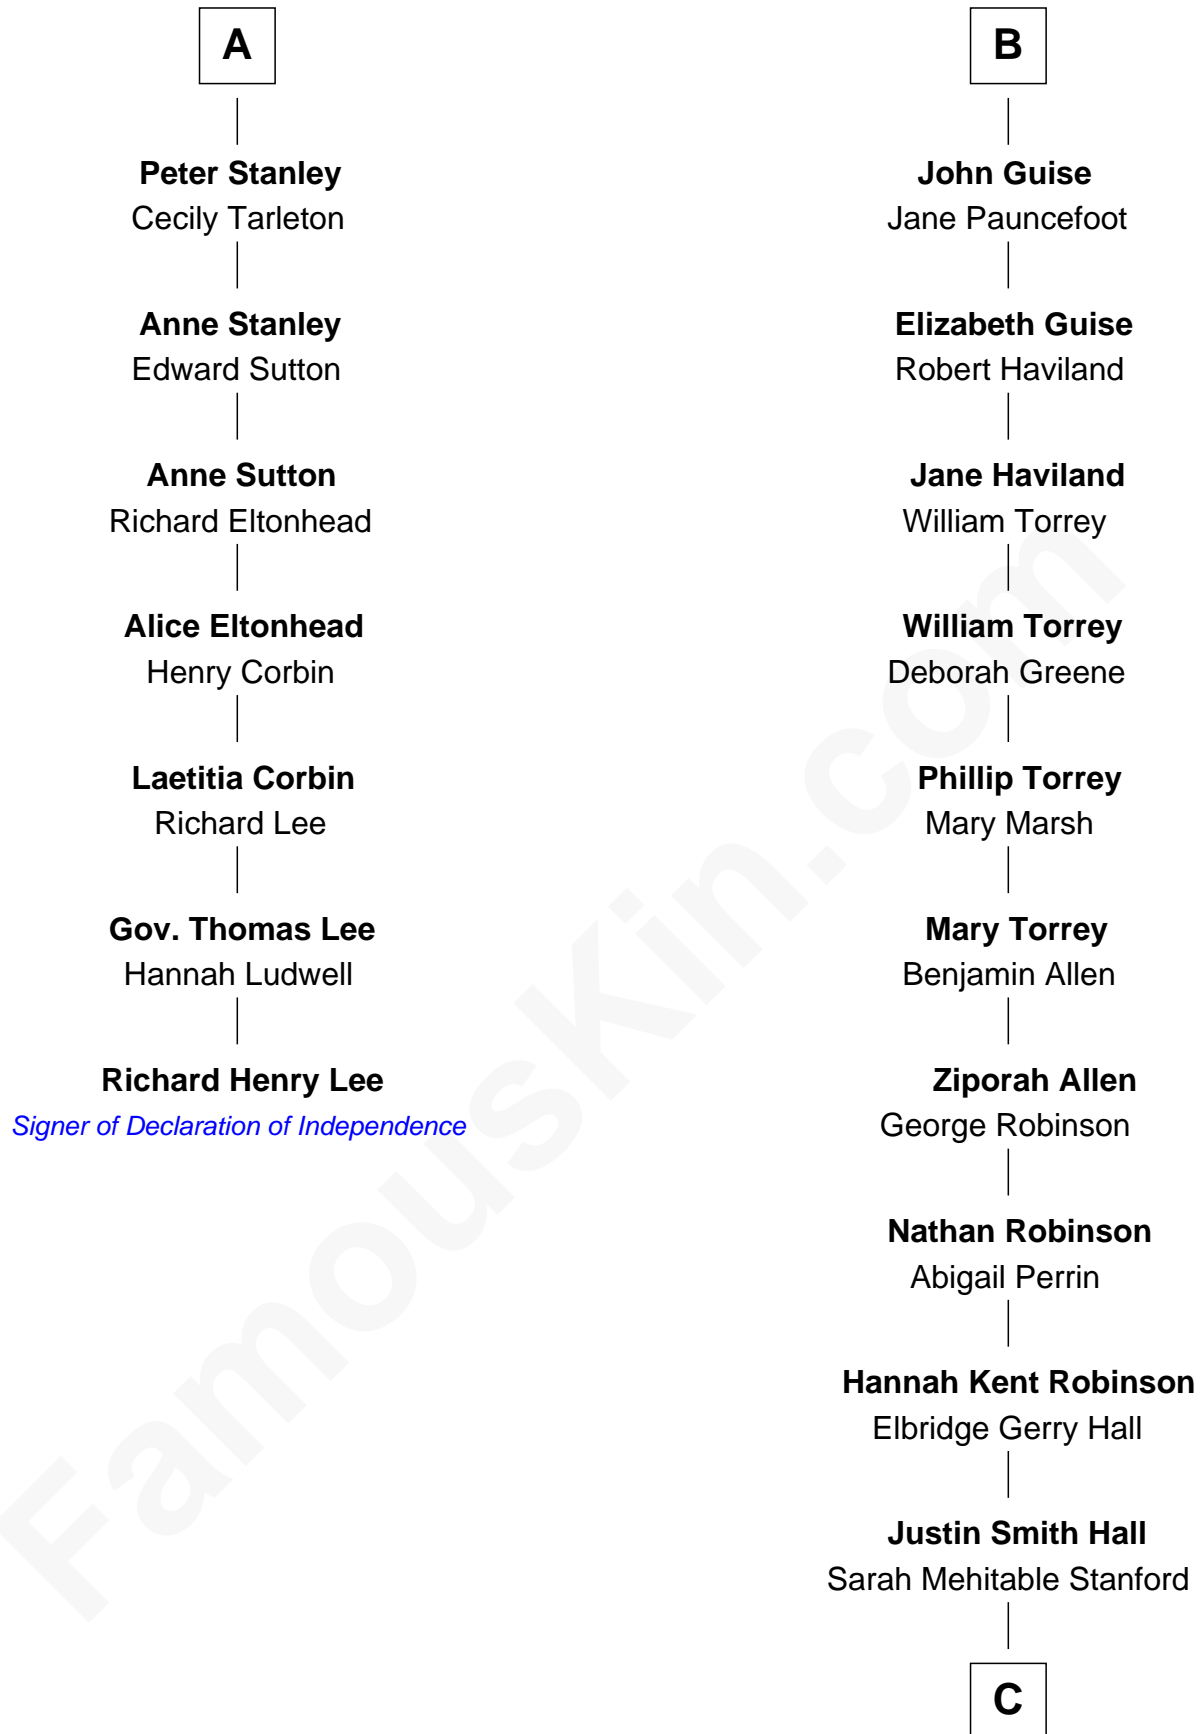 A
Peter Stanley
Cecily Tarleton
Anne Stanley
Edward Sutton
Anne Sutton
Richard Eltonhead
Alice Eltonhead
Henry Corbin
Laetitia Corbin
Richard Lee
Gov. Thomas Lee
Hannah Ludwell
Richard Henry Lee
Signer of Declaration of Independence
B
John Guise
Jane Pauncefoot
Elizabeth Guise
Robert Haviland
Jane Haviland
William Torrey
William Torrey
Deborah Greene
Phillip Torrey
Mary Marsh
Mary Torrey
Benjamin Allen
Ziporah Allen
George Robinson
Nathan Robinson
Abigail Perrin
Hannah Kent Robinson
Elbridge Gerry Hall
Justin Smith Hall
Sarah Mehitable Stanford
C
FamousKin.com